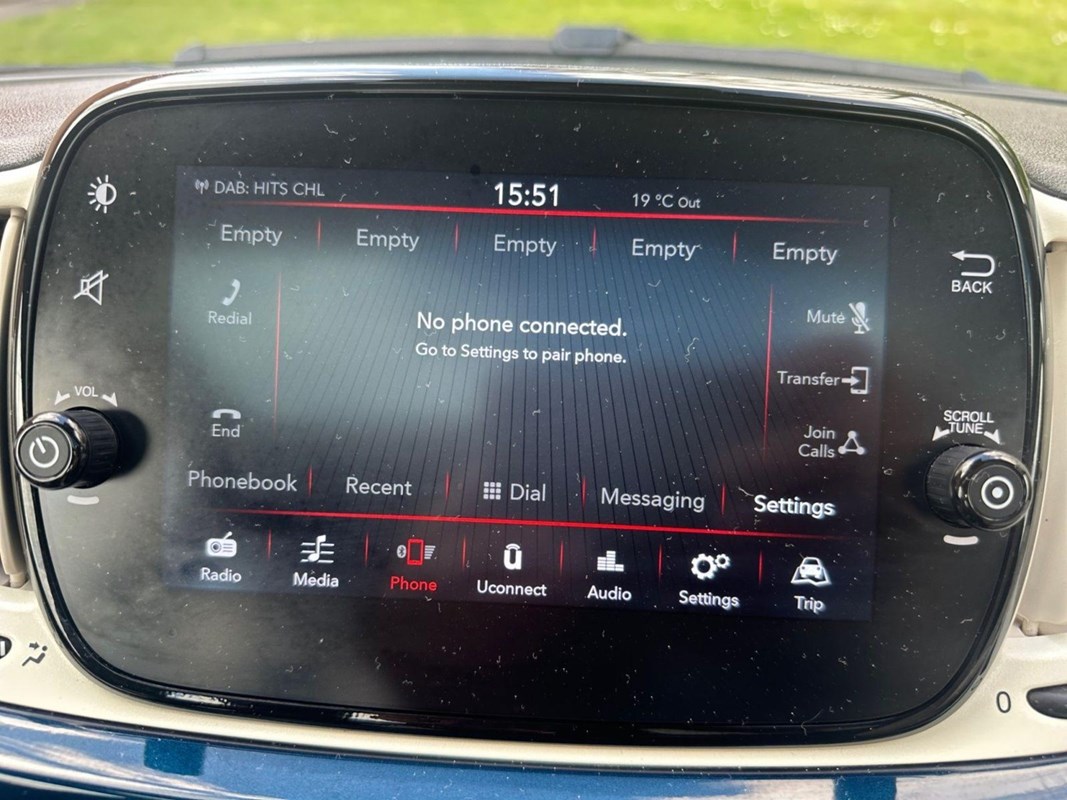 DAB: HITS CHL 15:51 19 °C Out
Empty Empty Empty Empty Empty
BACK
Redial
No phone connected.
Go to Settings to pair phone.
Mute
Transfer
VOL
End
Join
Calls
SCROLL
TUNE
Phonebook Recent Dial Messaging Settings
Radio Media Phone Uconnect Audio Settings Trip
0